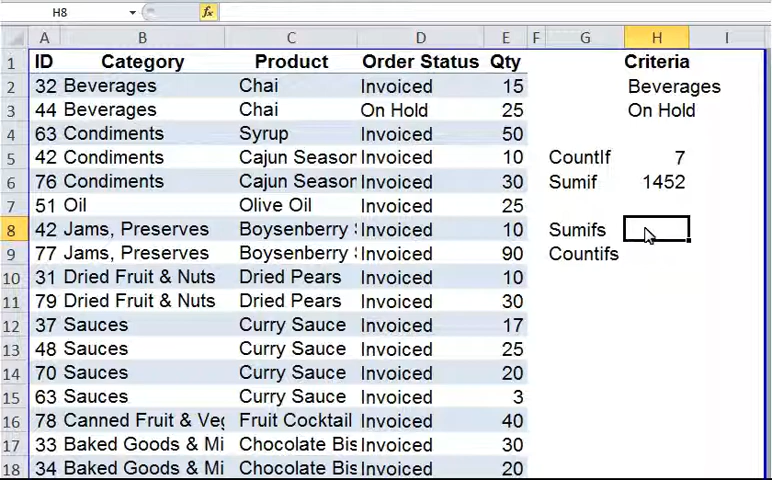 H8 fx
A B C D E F G H I
1 ID Category Product Order Status Qty Criteria
2 32 Beverages Chai Invoiced 15 Beverages
3 44 Beverages Chai On Hold 25 On Hold
4 63 Condiments Syrup Invoiced 50
5 42 Condiments Cajun Season Invoiced 10 CountIf 7
6 76 Condiments Cajun Season Invoiced 30 Sumif 1452
7 51 Oil Olive Oil Invoiced 25
8 42 Jams, Preserves Boysenberry Invoiced 10 Sumifs
9 77 Jams, Preserves Boysenberry Invoiced 90 Countifs
10 31 Dried Fruit & Nuts Dried Pears Invoiced 10
11 79 Dried Fruit & Nuts Dried Pears Invoiced 30
12 37 Sauces Curry Sauce Invoiced 17
13 48 Sauces Curry Sauce Invoiced 25
14 70 Sauces Curry Sauce Invoiced 20
15 63 Sauces Curry Sauce Invoiced 3
16 78 Canned Fruit & Veg Fruit Cocktail Invoiced 40
17 33 Baked Goods & Mi Chocolate Bis Invoiced 30
18 34 Baked Goods & Mi Chocolate Bis Invoiced 20